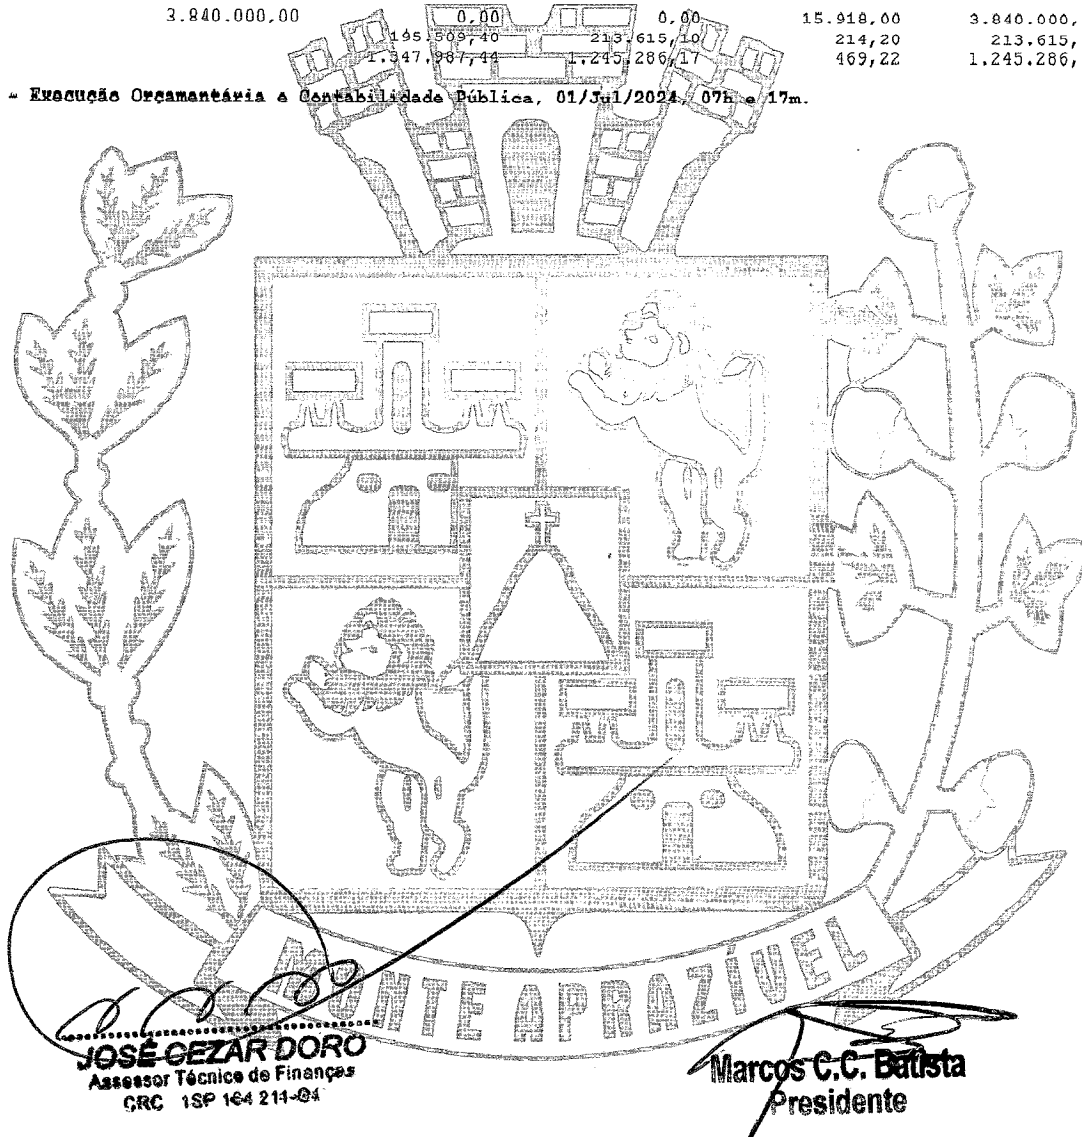 3.840.000,00 0,00 0,00 15.918,00 3.840.000,
195.509,40 213.615,10 214,20 213.615,
1.347.987,44 1.245.286,17 469,22 1.245.286,
- Execução Orçamentária e Contabilidade Pública, 01/Jul/2024, 07h e 17m.
MONTE APRAZÍVEL
JOSÉ CEZAR DORO
Assessor Técnico de Finanças
CRC 1SP 164 211-04
Marcos C.C. Batista
Presidente